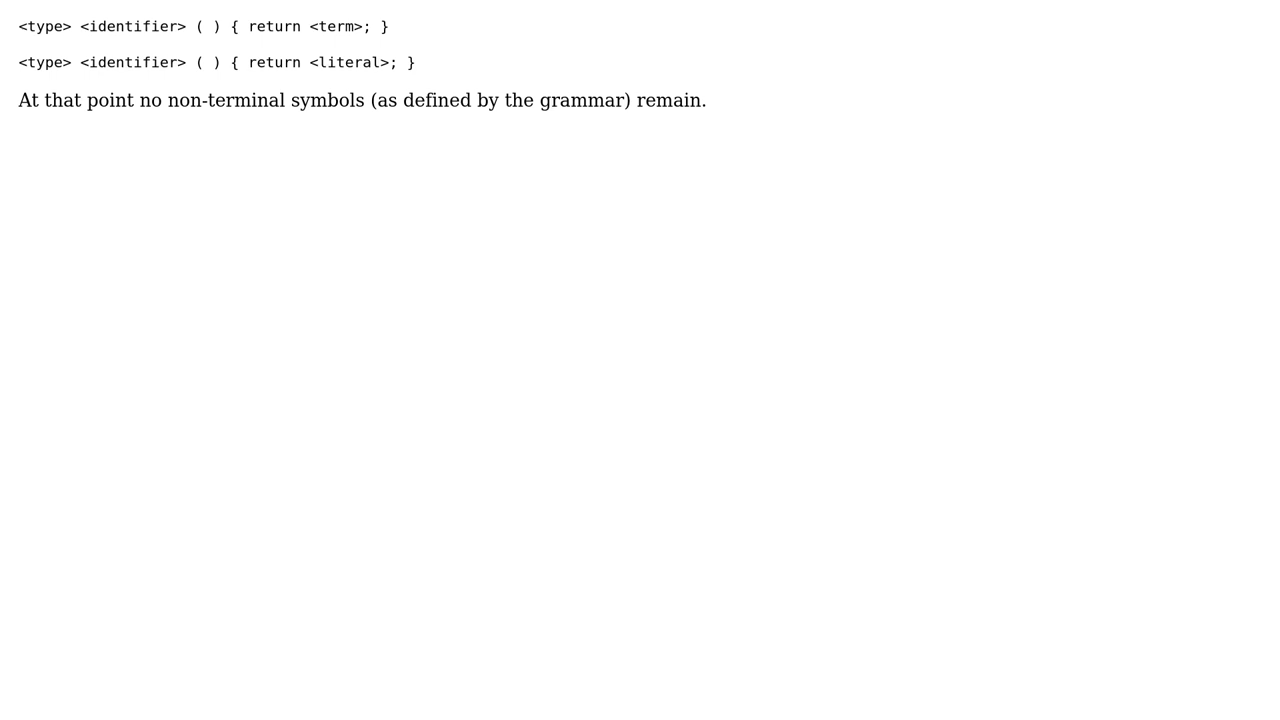 <type> <identifier> ( ) { return <term>; }
<type> <identifier> ( ) { return <literal>; }
At that point no non-terminal symbols (as defined by the grammar) remain.